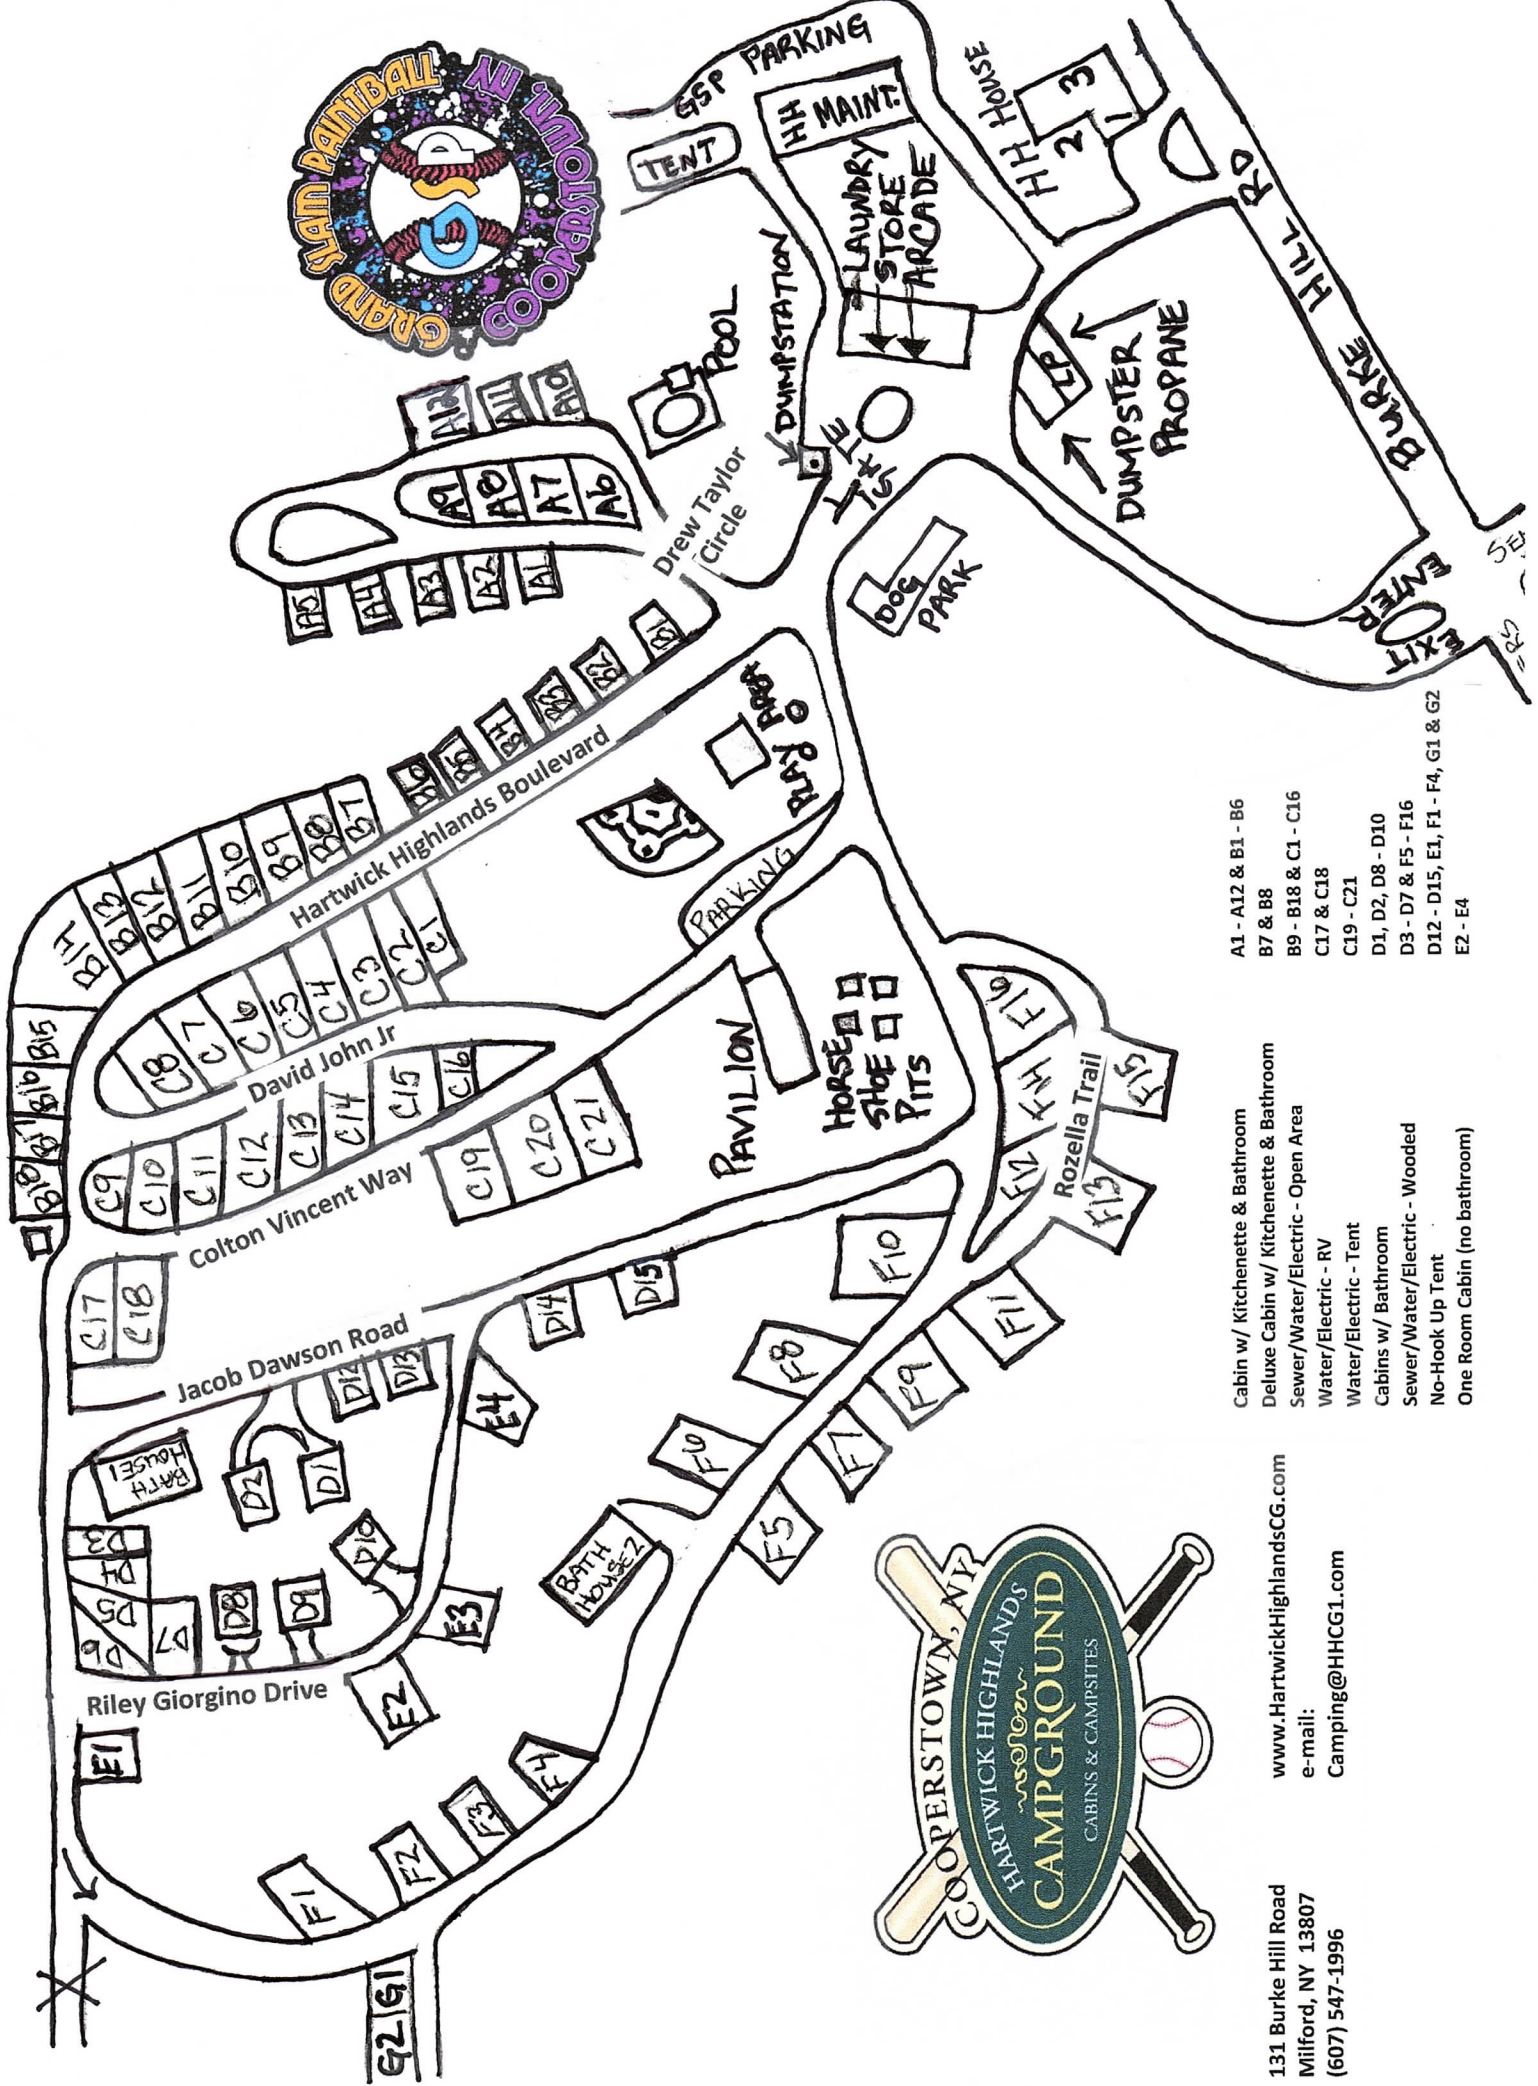 GRAND SLAM PAINTBALL
GSP
COOPERSTOWN, NY
GSP PARKING
TENT
HH MAINT.
LAUNDRY
STORE
ARCADE
HH HOUSE
1
2
3
BURKE HILL RD
DUMPSTATION
POOL
LP
DUMPSTER
PROPANE
DOG
PARK
ENTER
EXIT
Drew Taylor
Circle
A12
A11
A10
A9
A8
A7
A6
A5
A4
A3
A2
A1
B1
B2
B3
B4
B5
B6
B7
B8
B9
B10
B11
B12
B13
B14
B15
B16
B17
B18
Hartwick Highlands Boulevard
PLAY AREA
PARKING
C1
C2
C3
C4
C5
C6
C7
C8
David John Jr
C9
C10
C11
C12
C13
C14
C15
C16
Colton Vincent Way
C17
C18
C19
C20
C21
PAVILION
HORSE
SHOE
PITS
Jacob Dawson Road
BATH
HOUSE1
D1
D2
D3
D4
D5
D6
D7
D8
D9
D10
D12
D13
D14
D15
Riley Giorgino Drive
E1
E2
E3
E4
BATH
HOUSE2
F1
F2
F3
F4
F5
F6
F7
F8
F9
F10
F11
F12
F13
F14
F15
F16
Rozella Trail
G2
G1
COOPERSTOWN, NY
HARTWICK HIGHLANDS
CAMPGROUND
CABINS & CAMPSITES
131 Burke Hill Road
Milford, NY 13807
(607) 547-1996
www.HartwickHighlandsCG.com
e-mail:
Camping@HHCG1.com
Cabin w/ Kitchenette & Bathroom A1 - A12 & B1 - B6
Deluxe Cabin w/ Kitchenette & Bathroom B7 & B8
Sewer/Water/Electric - Open Area B9 - B18 & C1 - C16
Water/Electric - RV C17 & C18
Water/Electric - Tent C19 - C21
Cabins w/ Bathroom D1, D2, D8 - D10
Sewer/Water/Electric - Wooded D3 - D7 & F5 - F16
No-Hook Up Tent D12 - D15, E1, F1 - F4, G1 & G2
One Room Cabin (no bathroom) E2 - E4